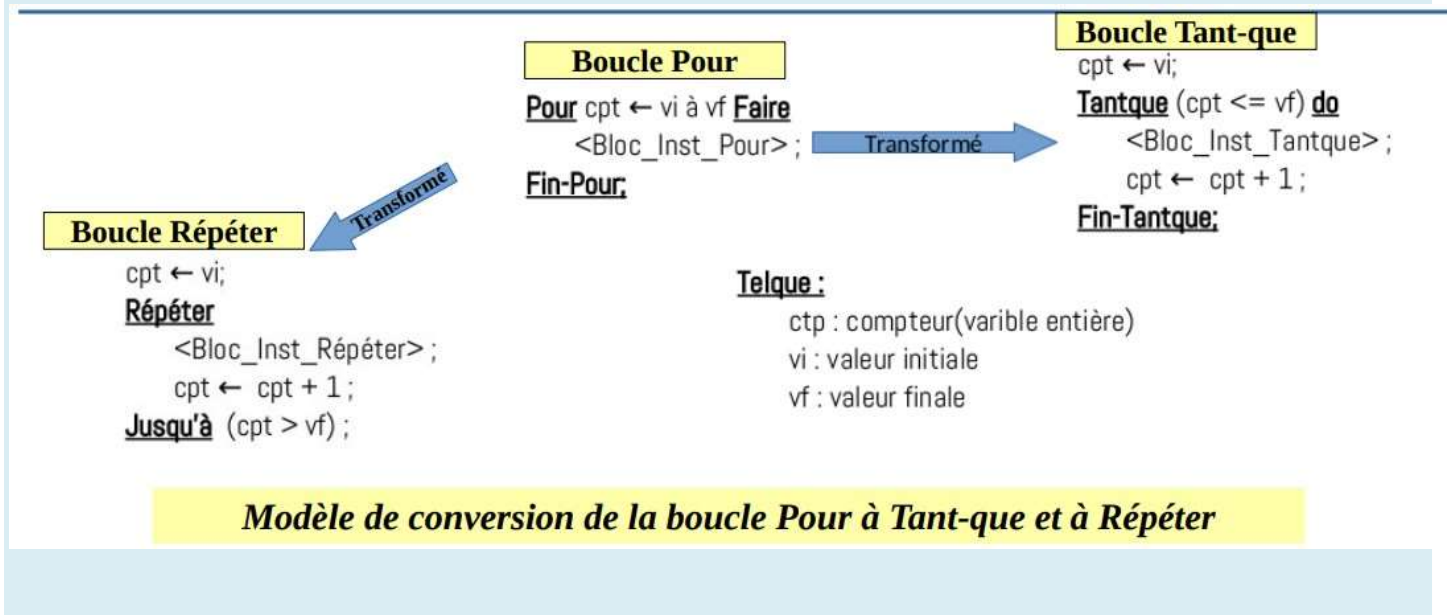 Boucle Pour
Pour cpt ← vi à vf Faire
<Bloc_Inst_Pour> ;
Fin-Pour;
Transformé
Boucle Tant-que
cpt ← vi;
Tantque (cpt <= vf) do
<Bloc_Inst_Tantque> ;
cpt ← cpt + 1 ;
Fin-Tantque;
Transformé
Boucle Répéter
cpt ← vi;
Répéter
<Bloc_Inst_Répéter> ;
cpt ← cpt + 1 ;
Jusqu'à (cpt > vf) ;
Telque :
ctp : compteur(varible entière)
vi : valeur initiale
vf : valeur finale
Modèle de conversion de la boucle Pour à Tant-que et à Répéter